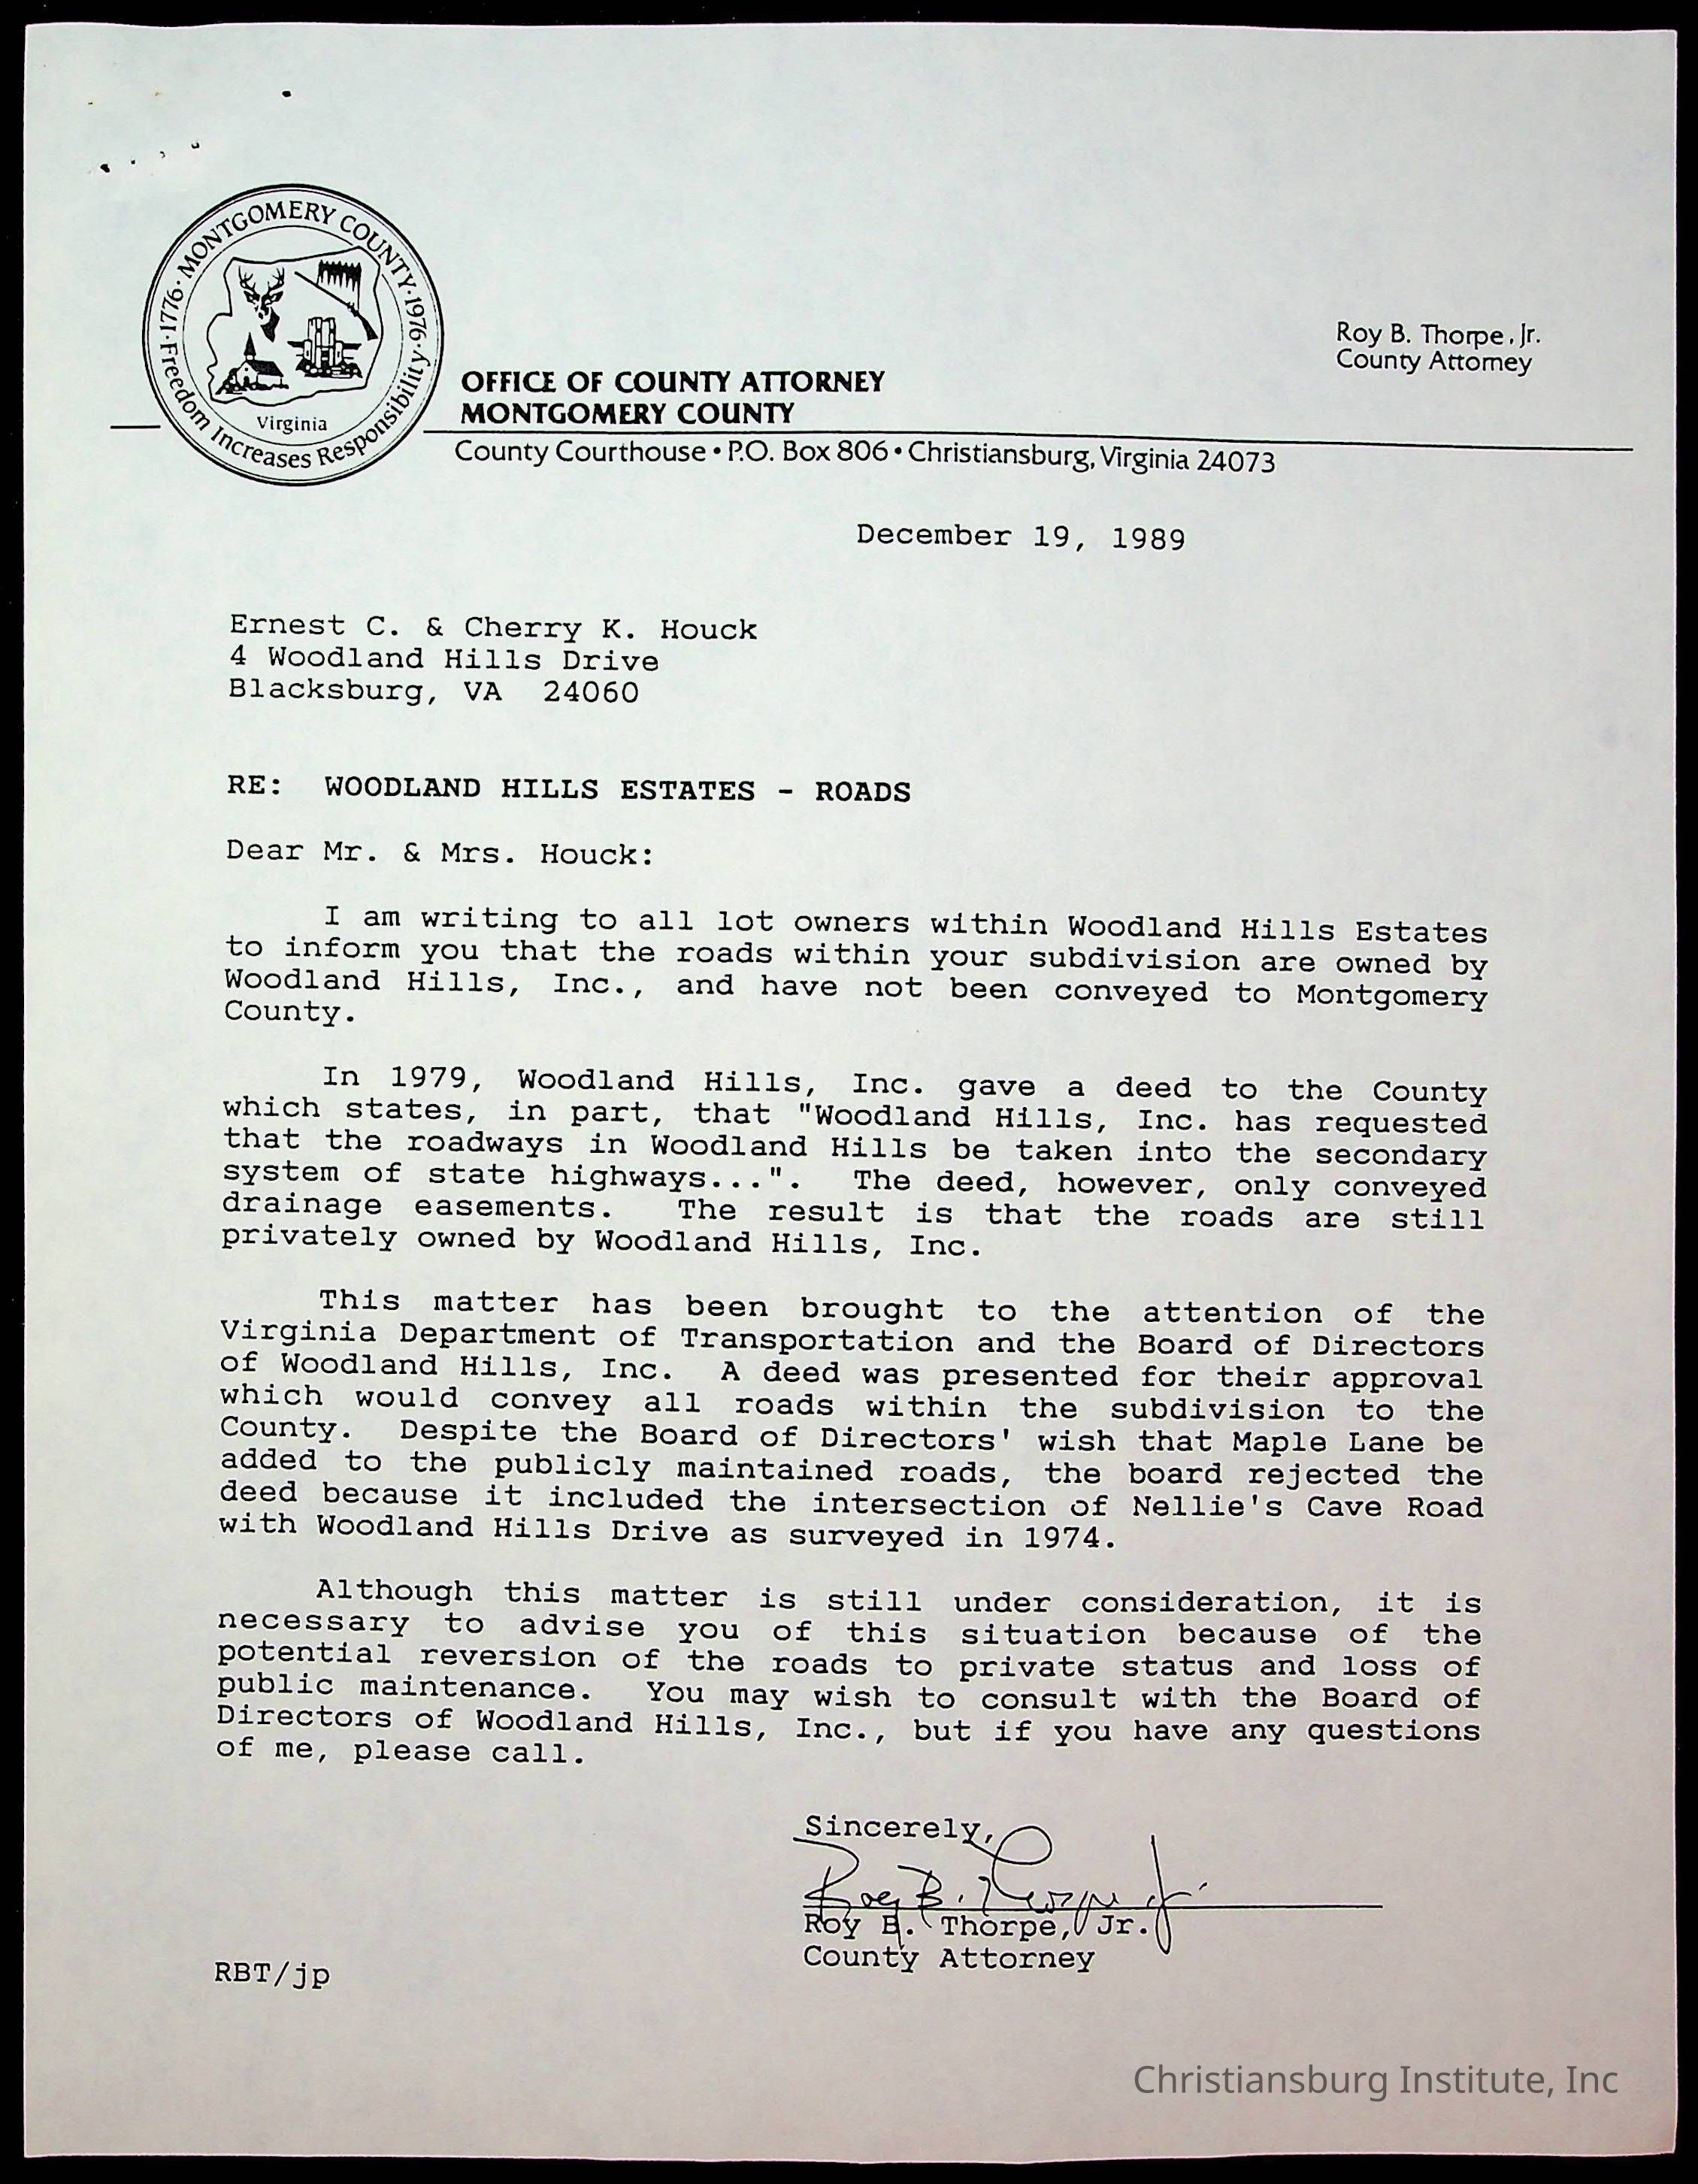 ·1776· MONTGOMERY COUNTY·1976·
Freedom Increases Responsibility
Virginia
Roy B. Thorpe, Jr.
County Attorney
OFFICE OF COUNTY ATTORNEY
MONTGOMERY COUNTY
County Courthouse • P.O. Box 806 • Christiansburg, Virginia 24073
December 19, 1989
Ernest C. & Cherry K. Houck
4 Woodland Hills Drive
Blacksburg, VA 24060
RE: WOODLAND HILLS ESTATES - ROADS
Dear Mr. & Mrs. Houck:
I am writing to all lot owners within Woodland Hills Estates
to inform you that the roads within your subdivision are owned by
Woodland Hills, Inc., and have not been conveyed to Montgomery
County.
In 1979, Woodland Hills, Inc. gave a deed to the County
which states, in part, that "Woodland Hills, Inc. has requested
that the roadways in Woodland Hills be taken into the secondary
system of state highways...". The deed, however, only conveyed
drainage easements. The result is that the roads are still
privately owned by Woodland Hills, Inc.
This matter has been brought to the attention of the
Virginia Department of Transportation and the Board of Directors
of Woodland Hills, Inc. A deed was presented for their approval
which would convey all roads within the subdivision to the
County. Despite the Board of Directors' wish that Maple Lane be
added to the publicly maintained roads, the board rejected the
deed because it included the intersection of Nellie's Cave Road
with Woodland Hills Drive as surveyed in 1974.
Although this matter is still under consideration, it is
necessary to advise you of this situation because of the
potential reversion of the roads to private status and loss of
public maintenance. You may wish to consult with the Board of
Directors of Woodland Hills, Inc., but if you have any questions
of me, please call.
Sincerely,
Roy B. Thorpe Jr
Roy B. Thorpe, Jr.
County Attorney
RBT/jp
Christiansburg Institute, Inc